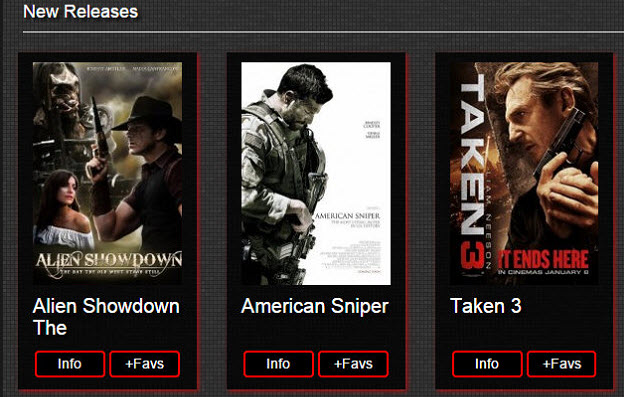 New Releases
ALIEN SHOWDOWN
THE DAY THE OLD WEST STOOD STILL
AMERICAN SNIPER
TAKEN 3
LIAM NEESON
IT ENDS HERE
IN CINEMAS JANUARY 8
Alien Showdown
The
American Sniper
Taken 3
Info
+Favs
Info
+Favs
Info
+Favs